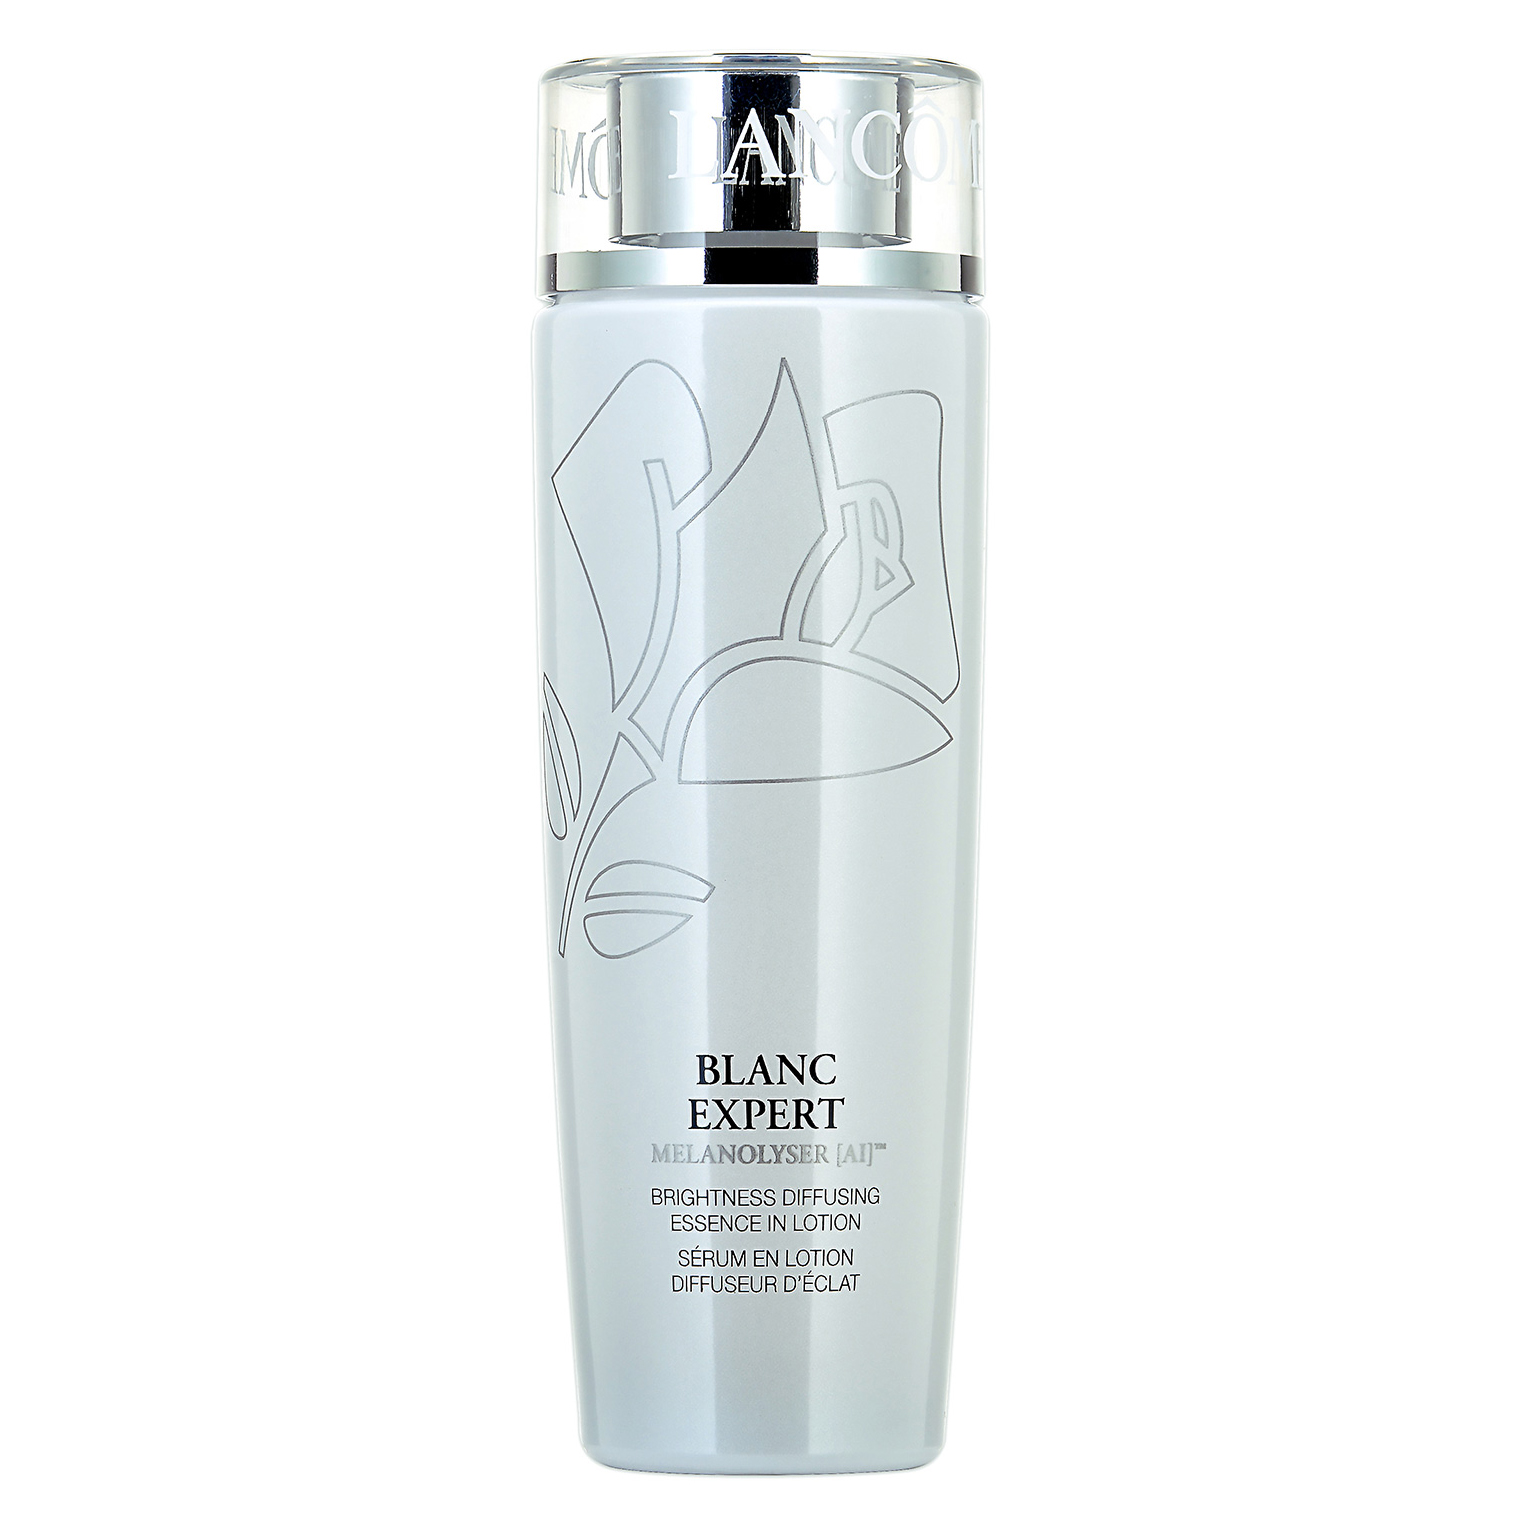 LANCÔME
BLANC
EXPERT
MELANOLYSER [AI]™
BRIGHTNESS DIFFUSING
ESSENCE IN LOTION
SÉRUM EN LOTION
DIFFUSEUR D'ÉCLAT